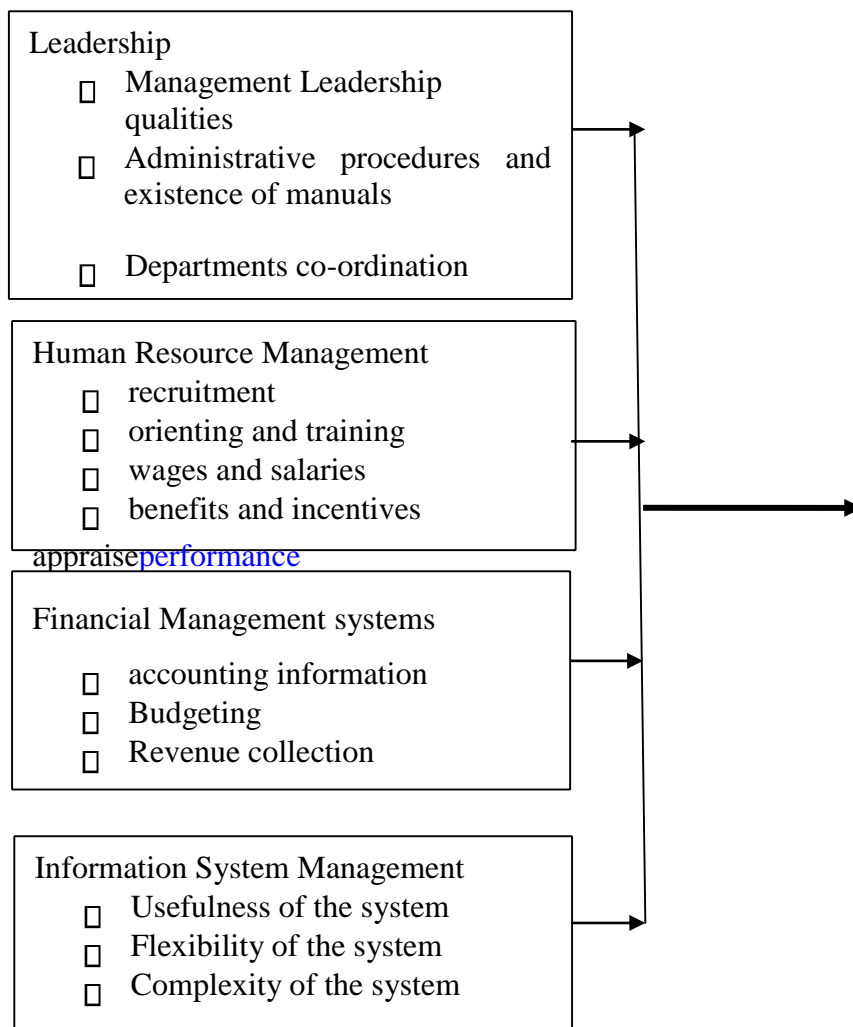 Leadership
Management Leadership
qualities
Administrative procedures and
existence of manuals
Departments co-ordination
Human Resource Management
recruitment
orienting and training
wages and salaries
benefits and incentives
appraiseperformance
Financial Management systems
accounting information
Budgeting
Revenue collection
Information System Management
Usefulness of the system
Flexibility of the system
Complexity of the system